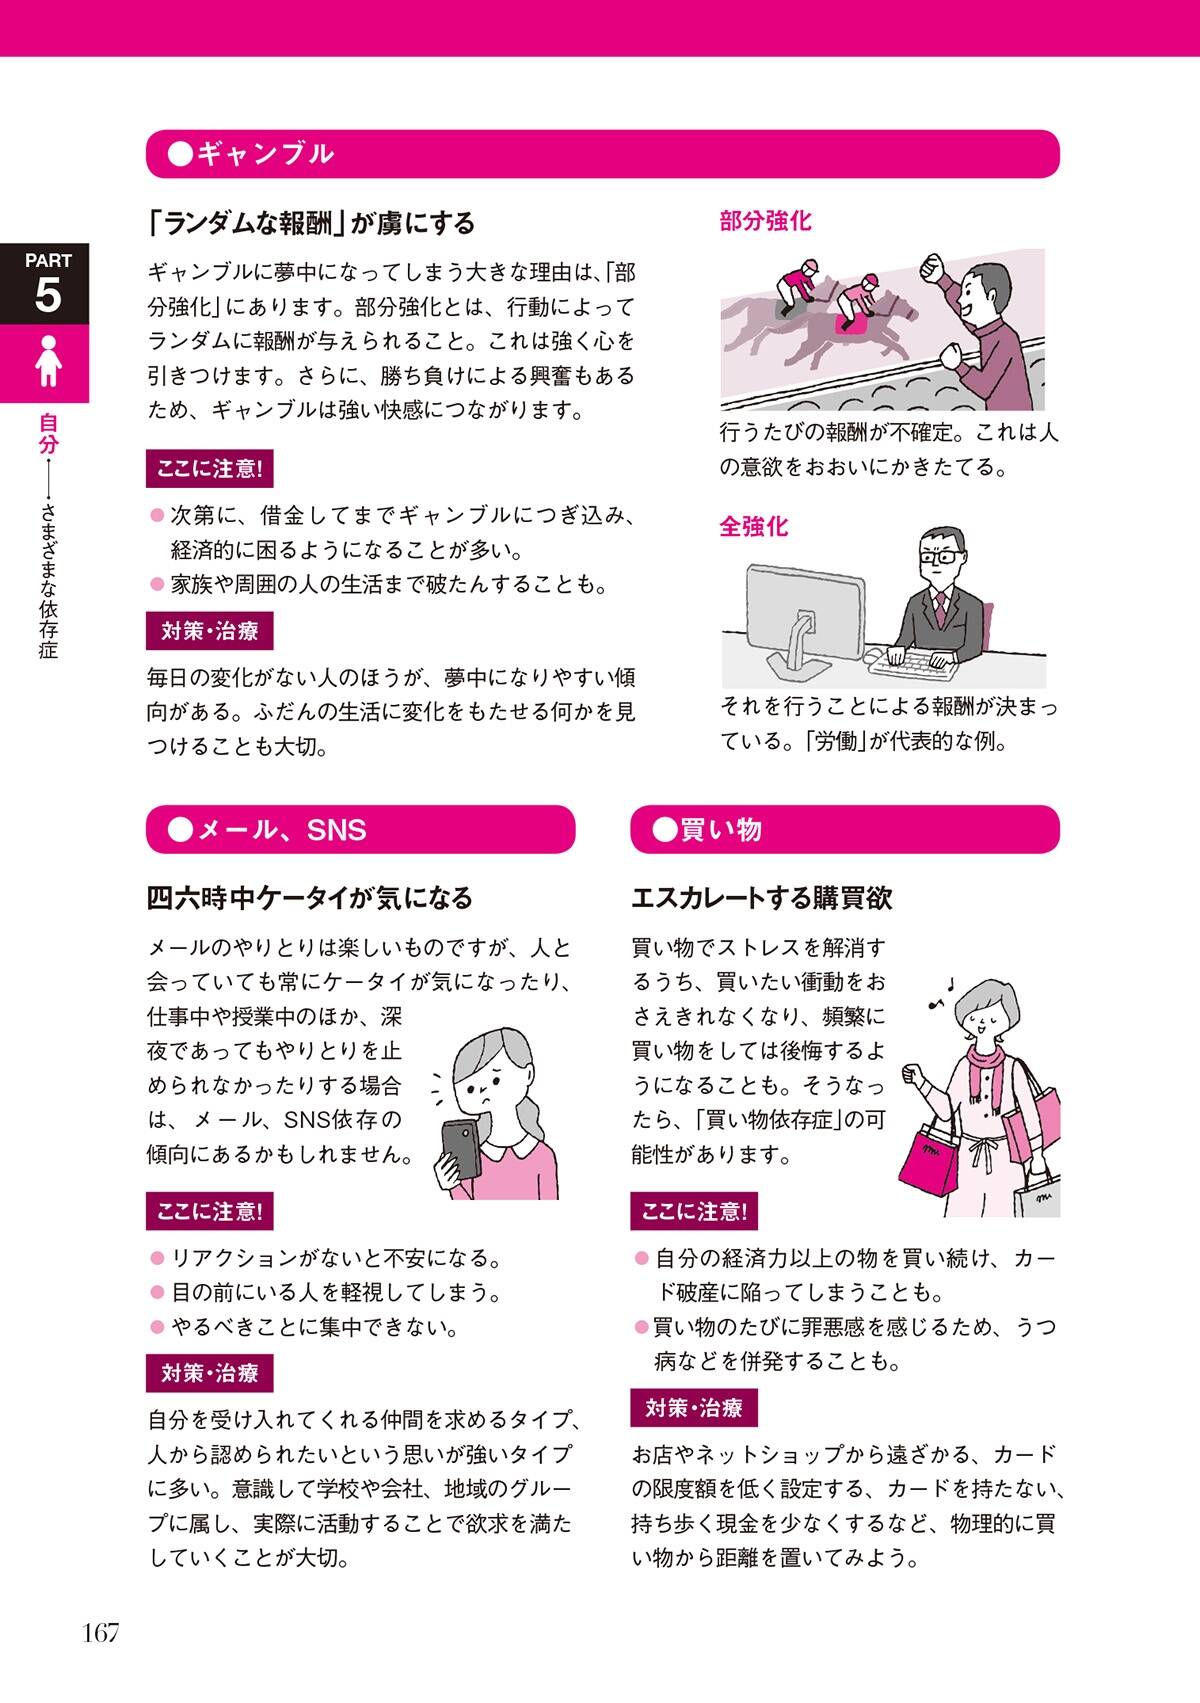 PART
5
自分――さまざまな依存症
●ギャンブル
「ランダムな報酬」が虜にする
ギャンブルに夢中になってしまう大きな理由は、「部
分強化」にあります。部分強化とは、行動によって
ランダムに報酬が与えられること。これは強く心を
引きつけます。さらに、勝ち負けによる興奮もある
ため、ギャンブルは強い快感につながります。
ここに注意!
●次第に、借金してまでギャンブルにつぎ込み、
経済的に困るようになることが多い。
●家族や周囲の人の生活まで破たんすることも。
対策・治療
毎日の変化がない人のほうが、夢中になりやすい傾
向がある。ふだんの生活に変化をもたせる何かを見
つけることも大切。
部分強化
行うたびの報酬が不確定。これは人
の意欲をおおいにかきたてる。
全強化
それを行うことによる報酬が決まっ
ている。「労働」が代表的な例。
●メール、SNS
四六時中ケータイが気になる
メールのやりとりは楽しいものですが、人と
会っていても常にケータイが気になったり、
仕事中や授業中のほか、深
夜であってもやりとりを止
められなかったりする場合
は、メール、SNS依存の
傾向にあるかもしれません。
ここに注意!
●リアクションがないと不安になる。
●目の前にいる人を軽視してしまう。
●やるべきことに集中できない。
対策・治療
自分を受け入れてくれる仲間を求めるタイプ、
人から認められたいという思いが強いタイプ
に多い。意識して学校や会社、地域のグルー
プに属し、実際に活動することで欲求を満た
していくことが大切。
●買い物
エスカレートする購買欲
買い物でストレスを解消す
るうち、買いたい衝動をお
さえきれなくなり、頻繁に
買い物をしては後悔するよ
うになることも。そうなっ
たら、「買い物依存症」の可
能性があります。
ここに注意!
●自分の経済力以上の物を買い続け、カー
ド破産に陥ってしまうことも。
●買い物のたびに罪悪感を感じるため、うつ
病などを併発することも。
対策・治療
お店やネットショップから遠ざかる、カード
の限度額を低く設定する、カードを持たない、
持ち歩く現金を少なくするなど、物理的に買
い物から距離を置いてみよう。
167